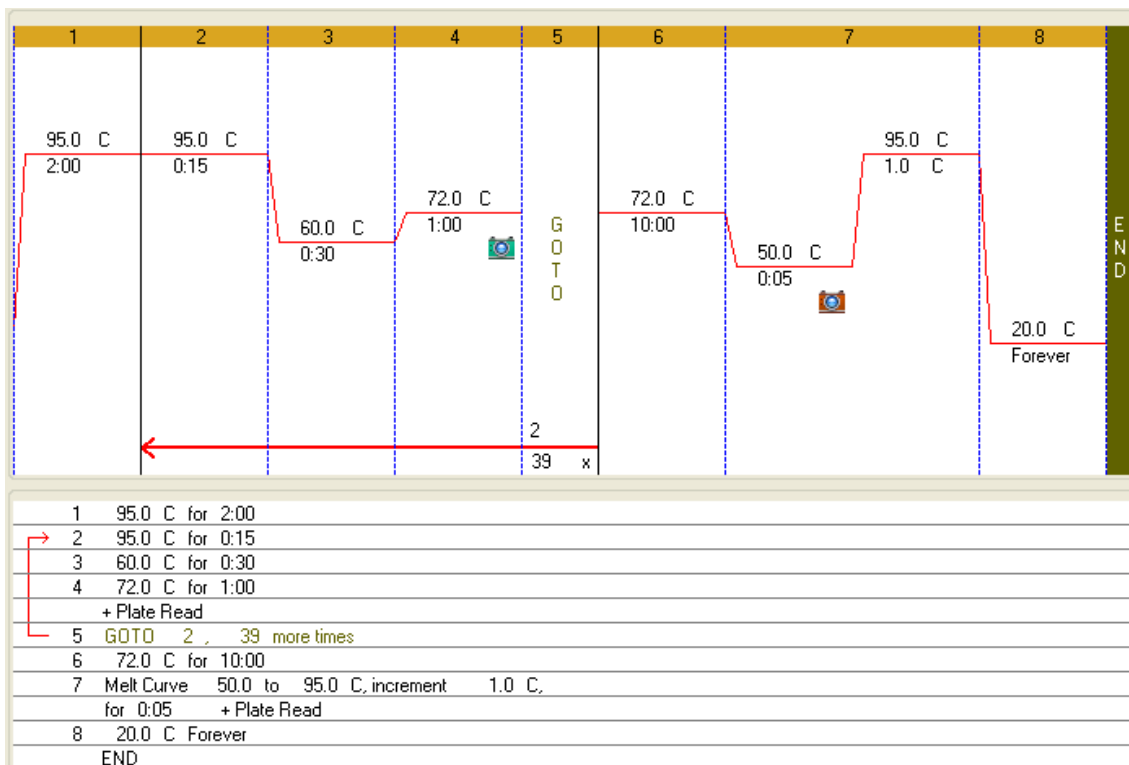 1 2 3 4 5 6 7 8
95.0 C 95.0 C 95.0 C
2:00 0:15 1.0 C
72.0 C 72.0 C
1:00 10:00
60.0 C
0:30
50.0 C
0:05
GOTO
END
20.0 C
Forever
2
39 x
1 95.0 C for 2:00
2 95.0 C for 0:15
3 60.0 C for 0:30
4 72.0 C for 1:00
+ Plate Read
5 GOTO 2 , 39 more times
6 72.0 C for 10:00
7 Melt Curve 50.0 to 95.0 C, increment 1.0 C,
for 0:05 + Plate Read
8 20.0 C Forever
END